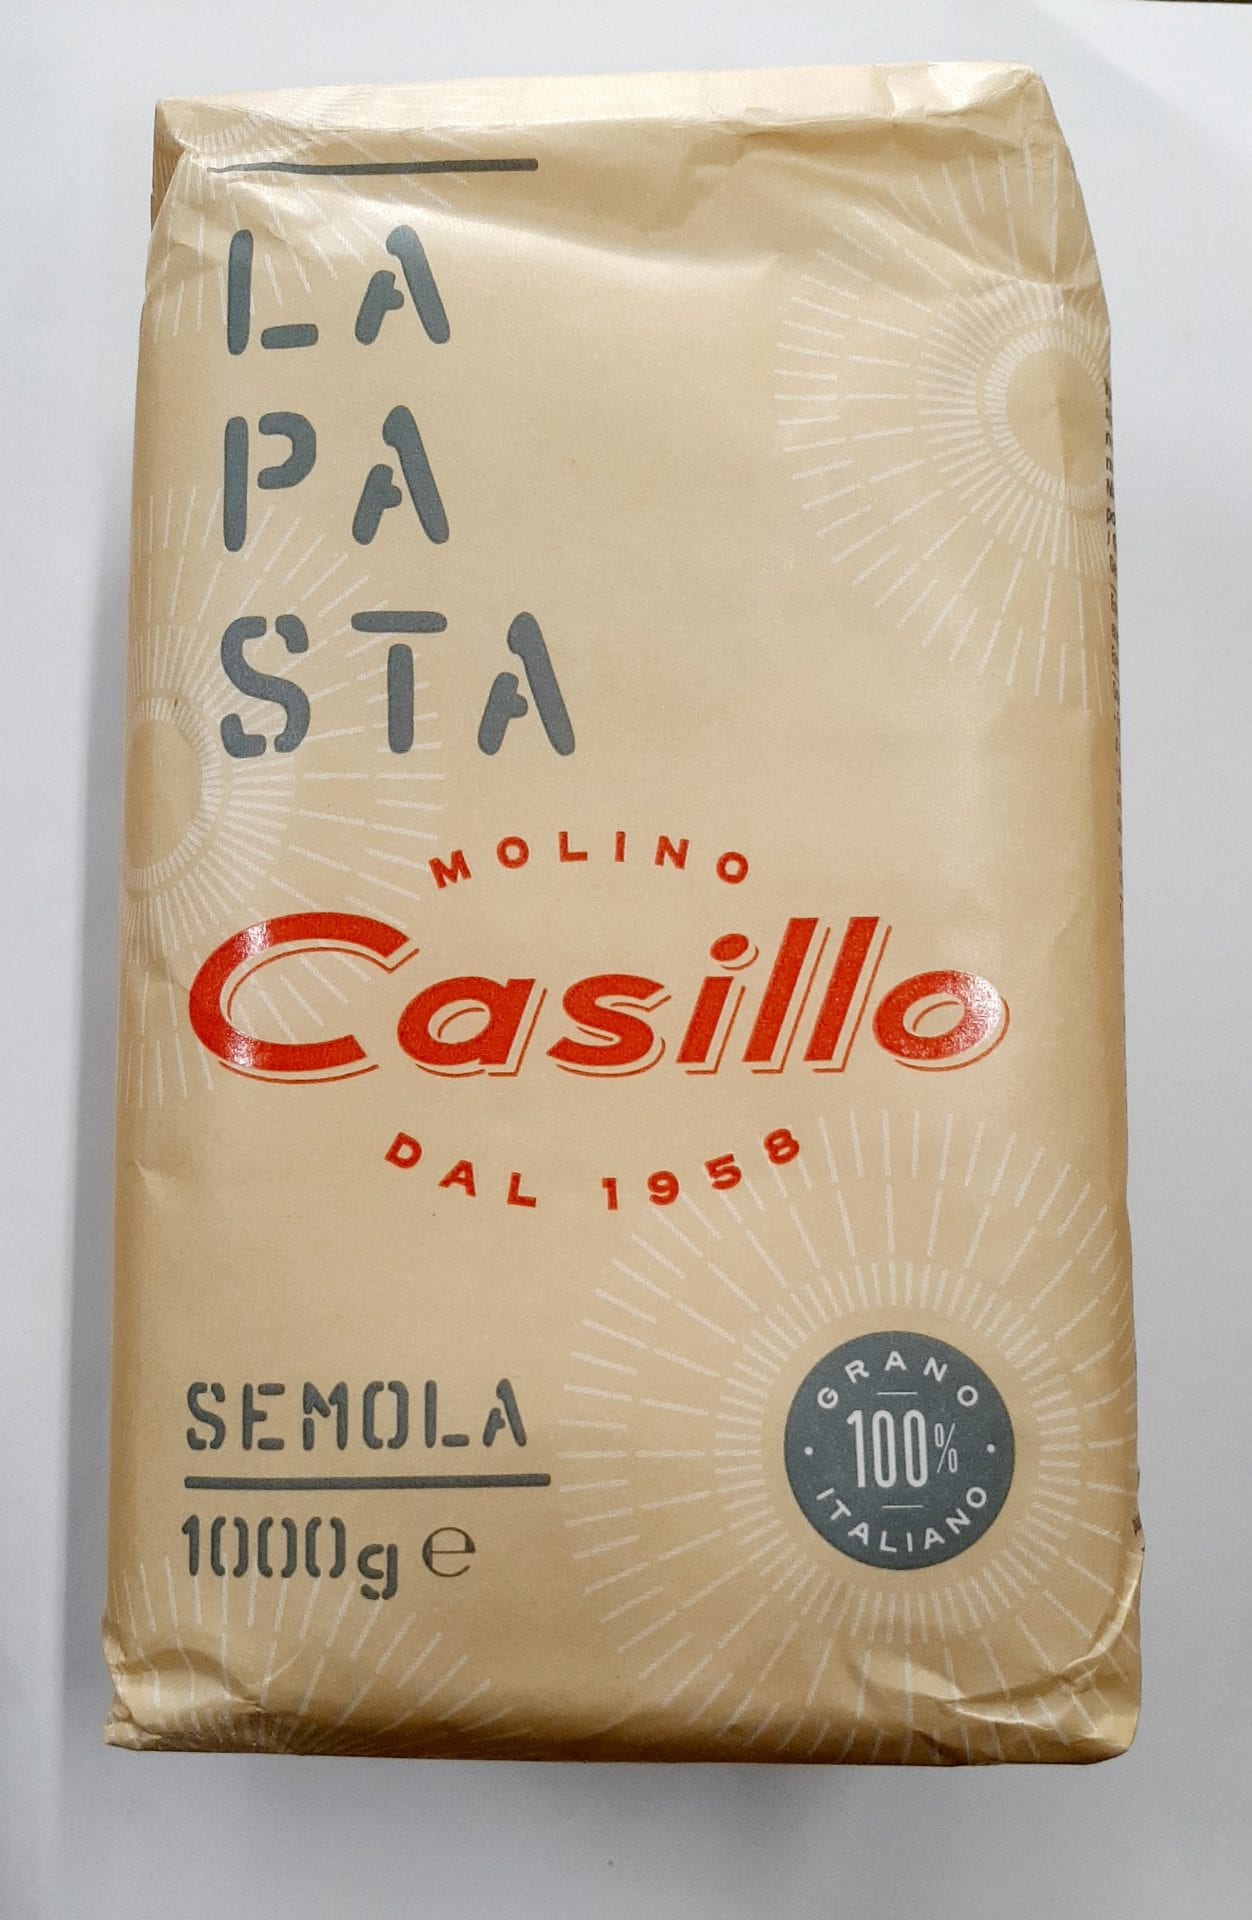 LA
PA
STA
MOLINO
Casillo
DAL 1958
SEMOLA
1000g ℮
GRANO
100%
ITALIANO